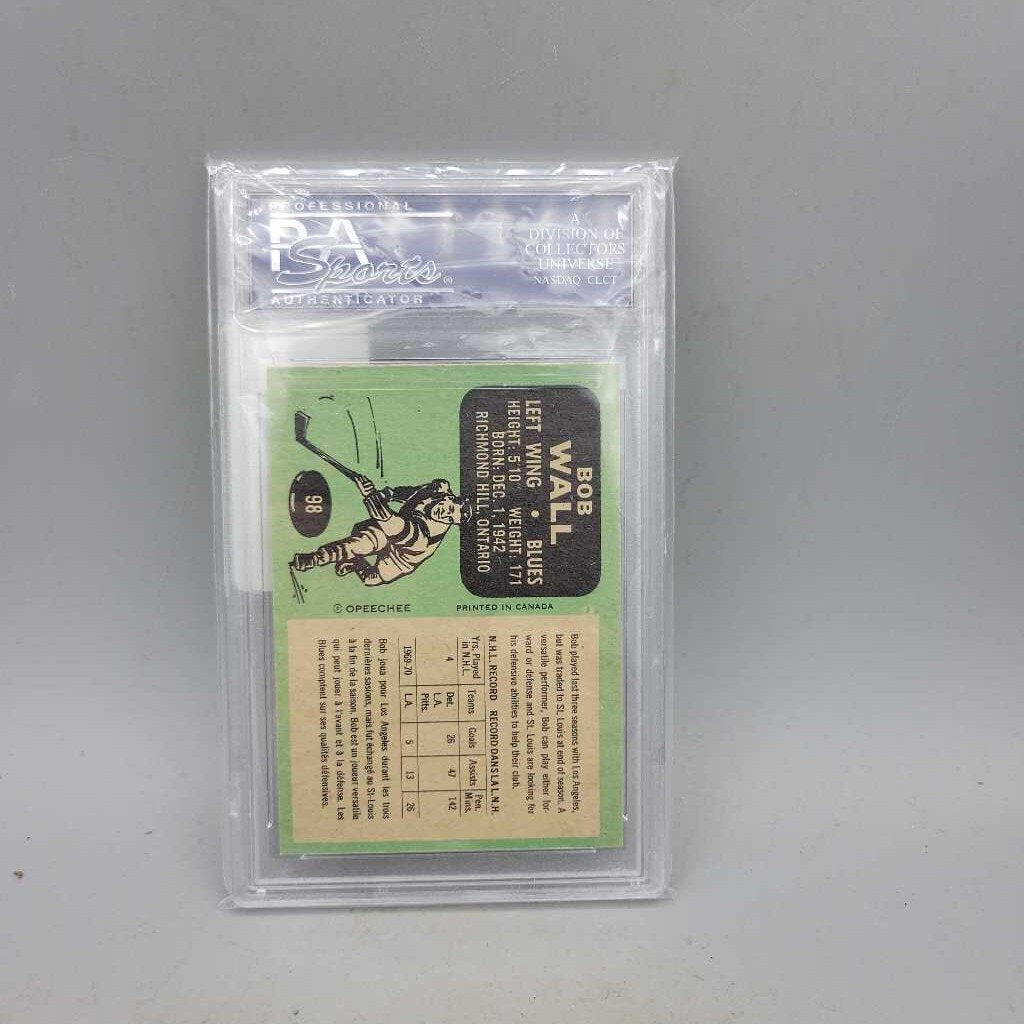 PROFESSIONAL
PSA
Sports ®
AUTHENTICATOR
A
DIVISION OF
COLLECTORS
UNIVERSE
NASDAQ CLCT
BOB
WALL
LEFT WING • BLUES
HEIGHT: 5'10 WEIGHT: 171
BORN: DEC. 1, 1942
RICHMOND HILL, ONTARIO
98
© OPEECHEE
PRINTED IN CANADA
Bob played last three seasons with Los Angeles,
but was traded to St. Louis at end of season. A
versatile performer, Bob can play either for-
ward or defense and St. Louis are looking for
his defensive abilities to help their club.
N.H.L. RECORD RECORD DANS LA L.N.H.
Yrs. Played in N.H.L. Teams Goals Assists Pen. Mins.
4 Det. L.A. Pitts. 26 47 142
1969-70 L.A. 5 13 26
Bob joua pour Los Angeles durant les trois
dernières saisions, mais fut échangé au St-Louis
à la fin de la saison. Bob est un joueur versatile
qui peut jouer à l'avant et à la défense. Les
Blues comptent sur ses qualités défensives.